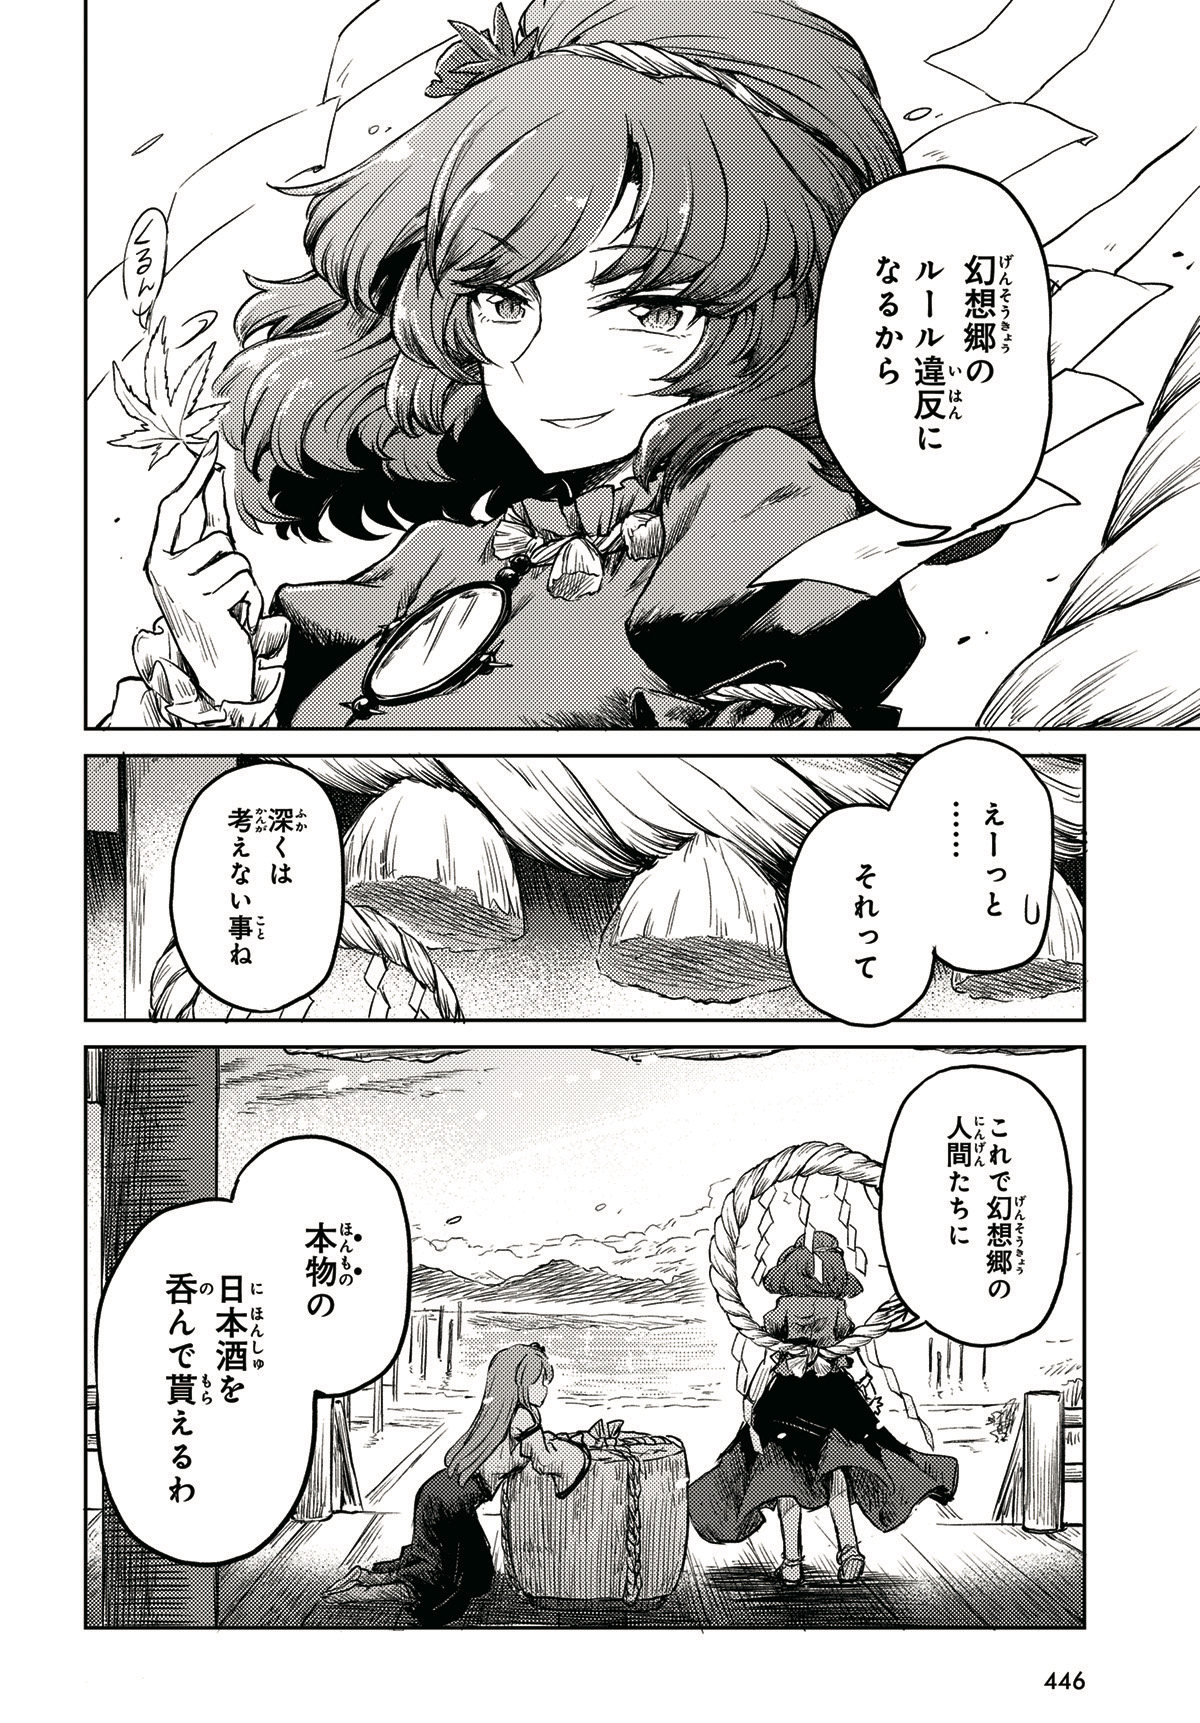 幻想郷の
ルール違反に
なるから
くるん
えーっと
……
それって
深くは
考えない事ね
これで幻想郷の
人間たちに
本物の
日本酒を
呑んで貰えるわ
446